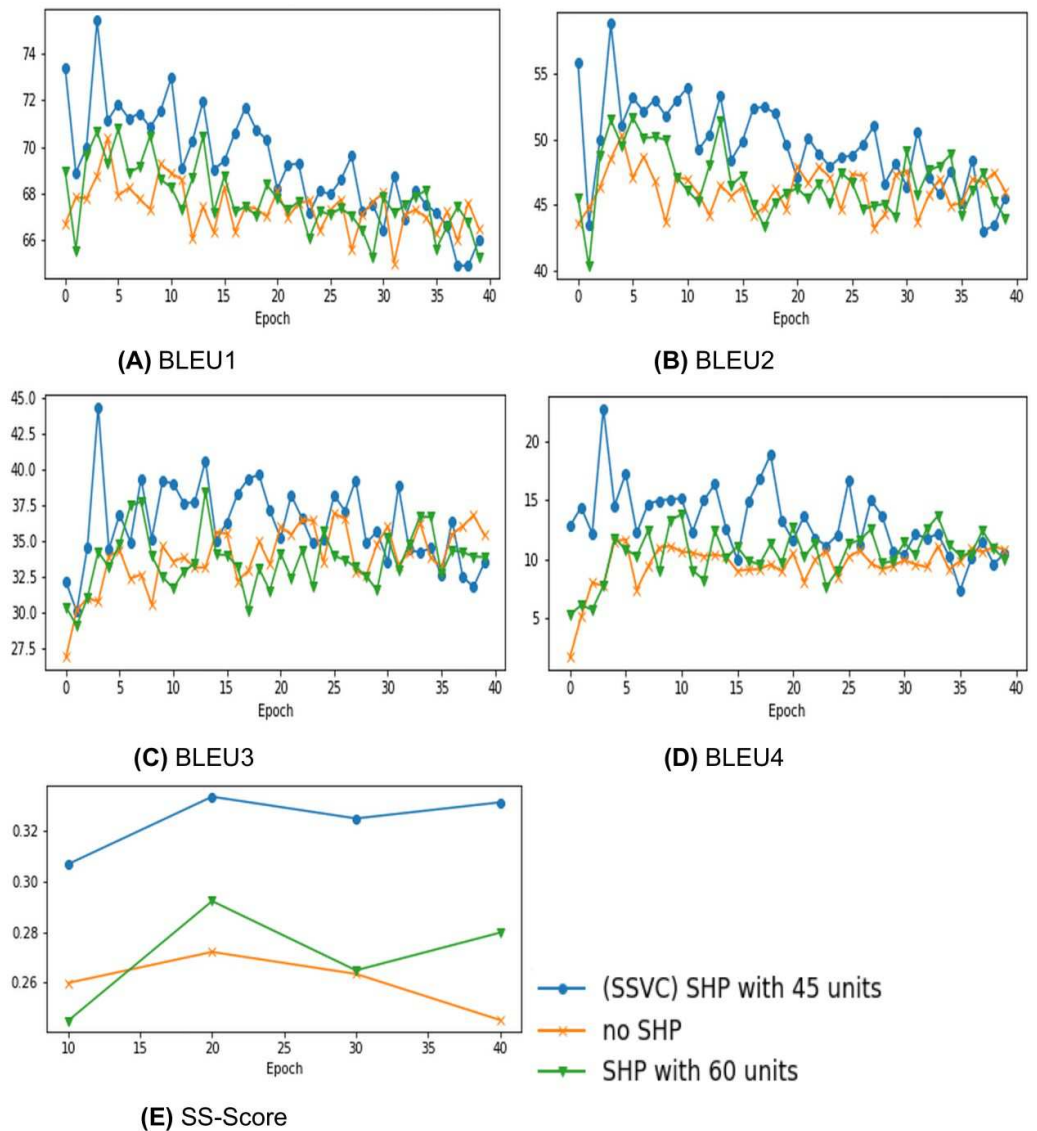 74
72
70
68
66
0 5 10 15 20 25 30 35 40
Epoch
(A) BLEU1
55
50
45
40
0 5 10 15 20 25 30 35 40
Epoch
(B) BLEU2
45.0
42.5
40.0
37.5
35.0
32.5
30.0
27.5
0 5 10 15 20 25 30 35 40
Epoch
(C) BLEU3
20
15
10
5
0 5 10 15 20 25 30 35 40
Epoch
(D) BLEU4
0.32
0.30
0.28
0.26
10 15 20 25 30 35 40
Epoch
(E) SS-Score
(SSVC) SHP with 45 units
no SHP
SHP with 60 units